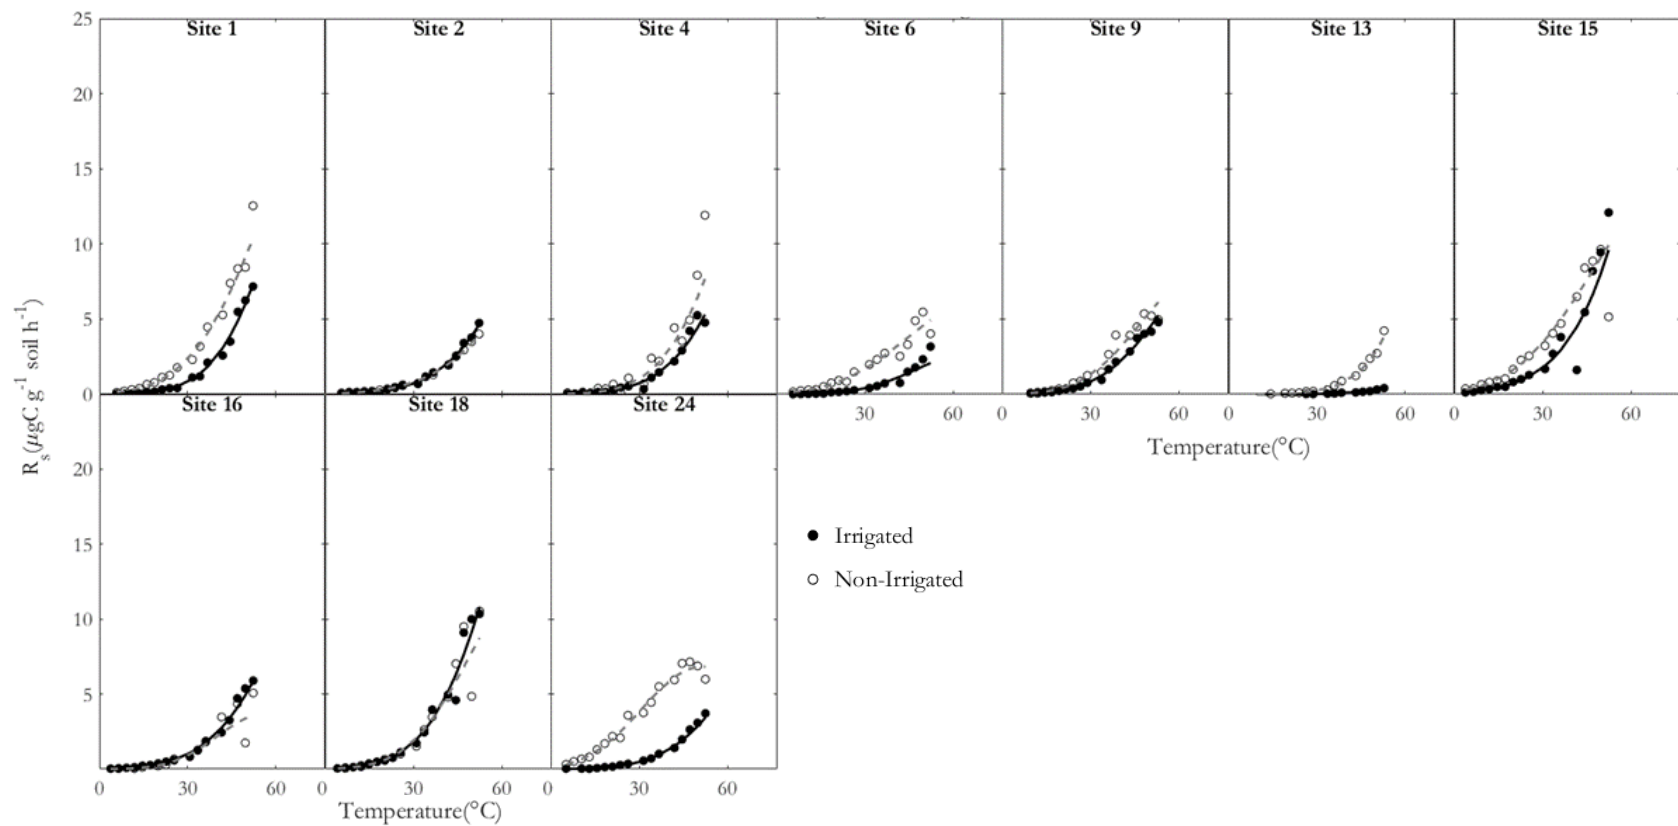 Site 1 Site 2 Site 4 Site 6 Site 9 Site 13 Site 15
25
20
15
10
5
0
0 30 60 0 30 60 0 30 60 0 30 60
Temperature(°C)
R_s(μgC g⁻¹ soil h⁻¹)
Site 16 Site 18 Site 24
20
15
10
5
0 30 60 0 30 60 0 30 60
Temperature(°C)
Irrigated
Non-Irrigated